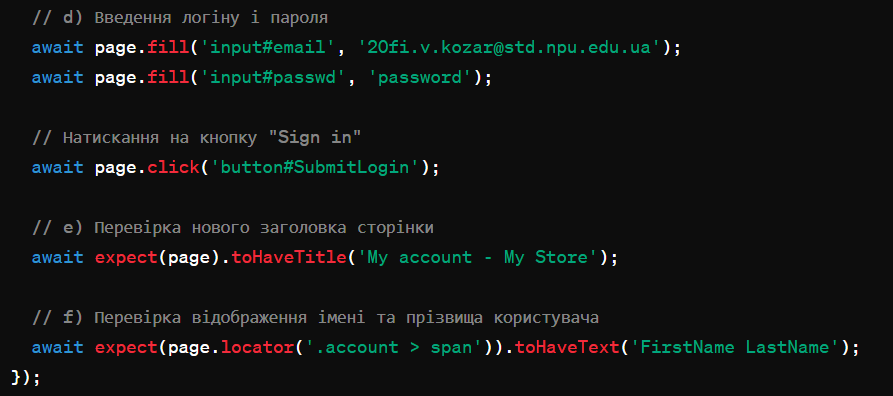 // d) Введення логіну і пароля
await page.fill('input#email', '20fi.v.kozar@std.npu.edu.ua');
await page.fill('input#passwd', 'password');
// Натискання на кнопку "Sign in"
await page.click('button#SubmitLogin');
// e) Перевірка нового заголовка сторінки
await expect(page).toHaveTitle('My account - My Store');
// f) Перевірка відображення імені та прізвища користувача
await expect(page.locator('.account > span')).toHaveText('FirstName LastName');
});